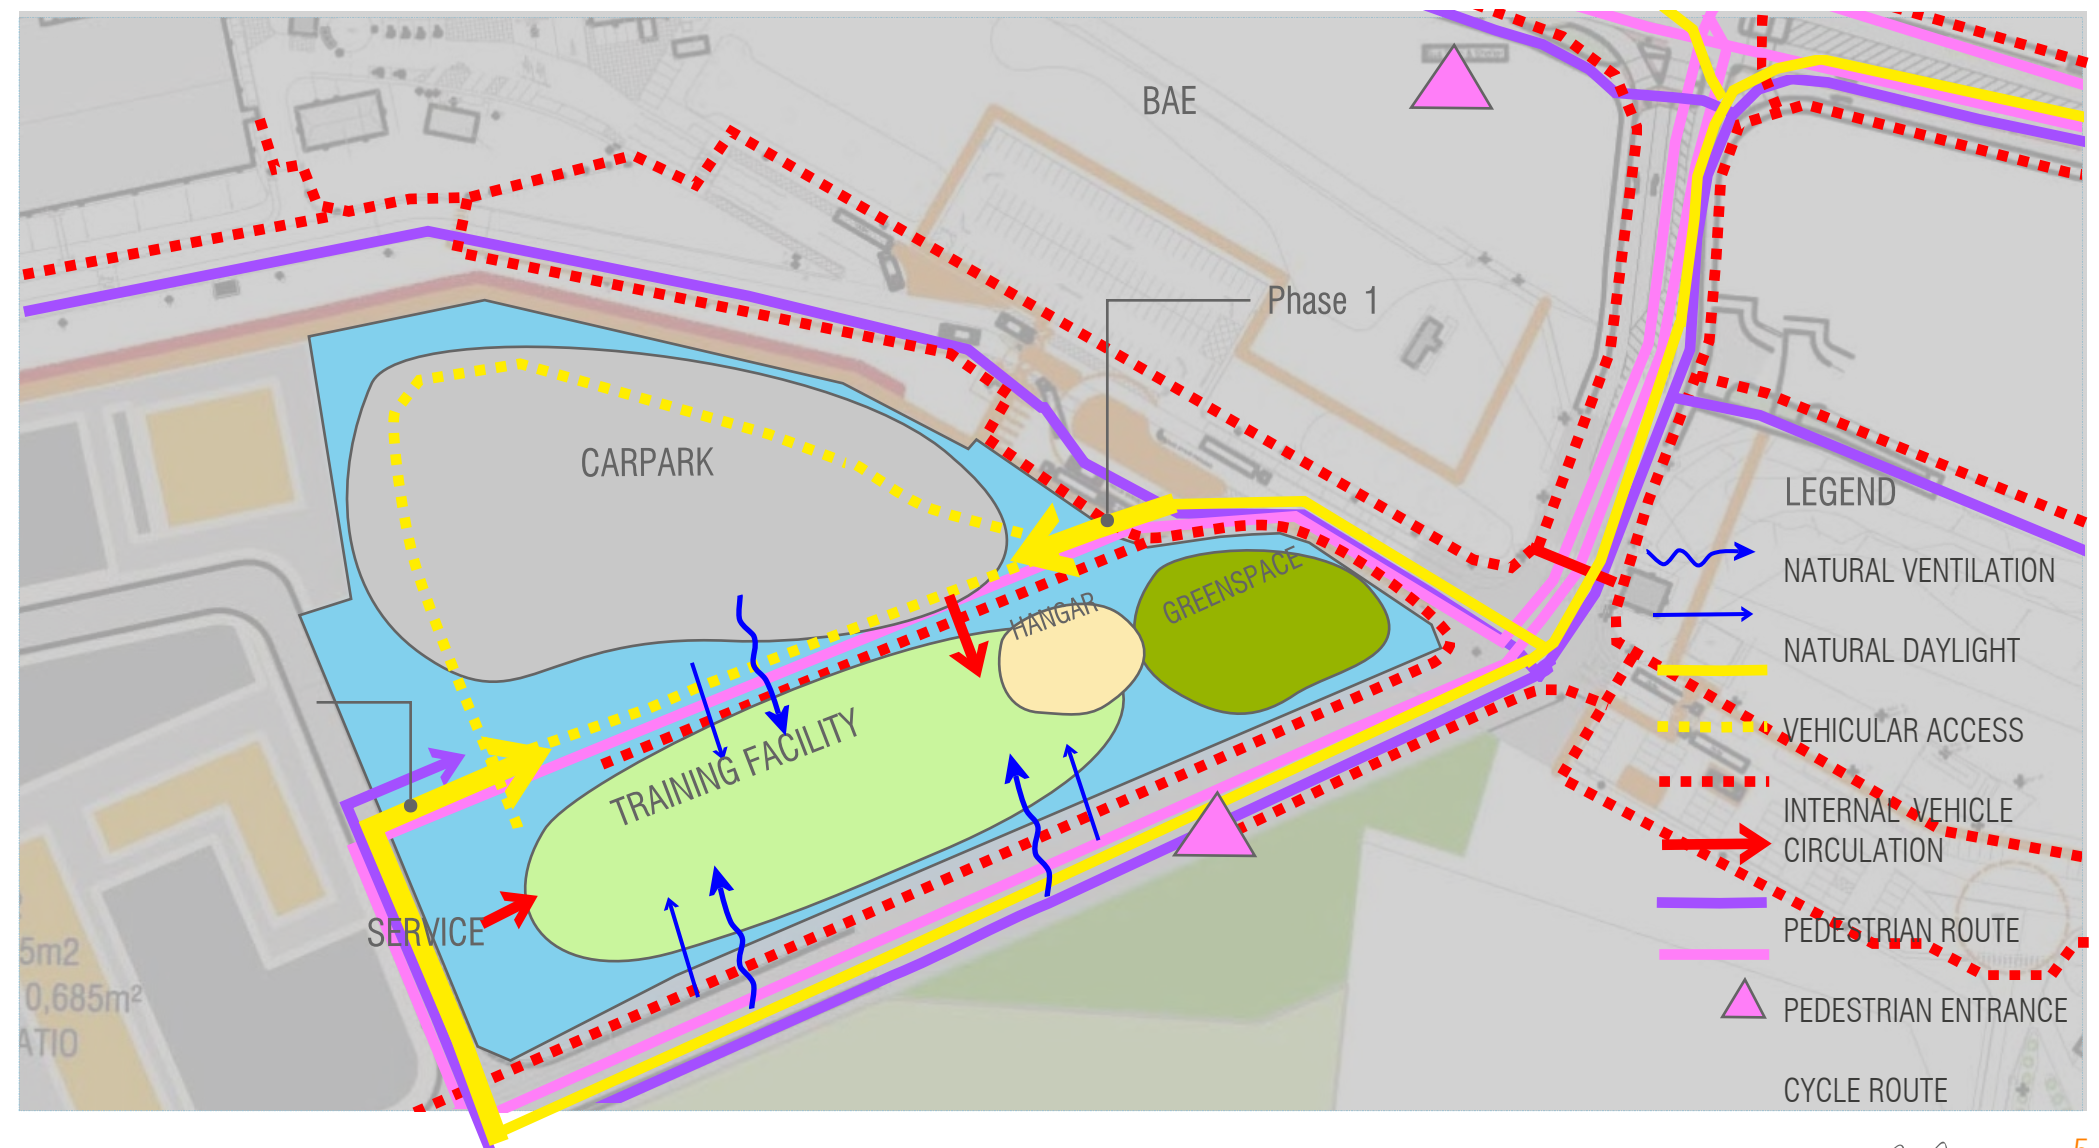 BAE
Phase 1
CARPARK
LEGEND
GREENSPACE
NATURAL VENTILATION
HANGAR
NATURAL DAYLIGHT
TRAINING FACILITY
VEHICULAR ACCESS
INTERNAL VEHICLE
CIRCULATION
SERVICE
PEDESTRIAN ROUTE
5m2
0,685m²
PEDESTRIAN ENTRANCE
ATIO
CYCLE ROUTE